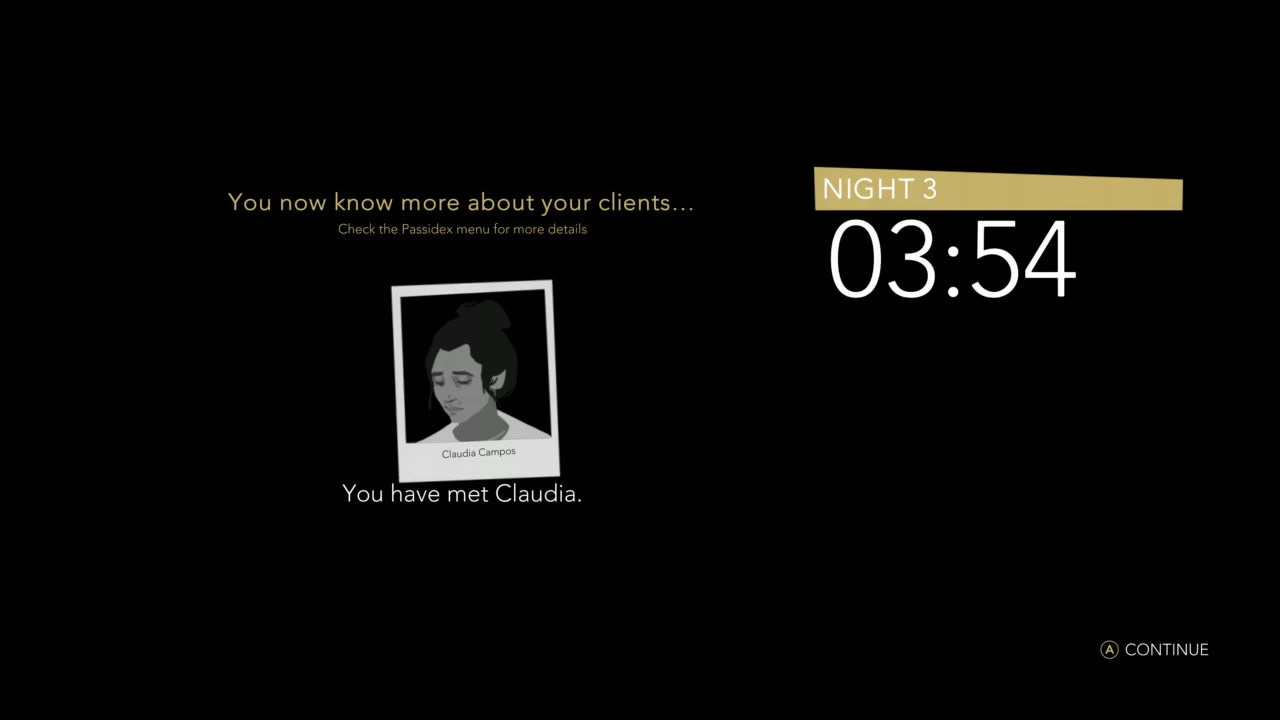 You now know more about your clients...
Check the Passidex menu for more details
Claudia Campos
You have met Claudia.
NIGHT 3
03:54
A CONTINUE